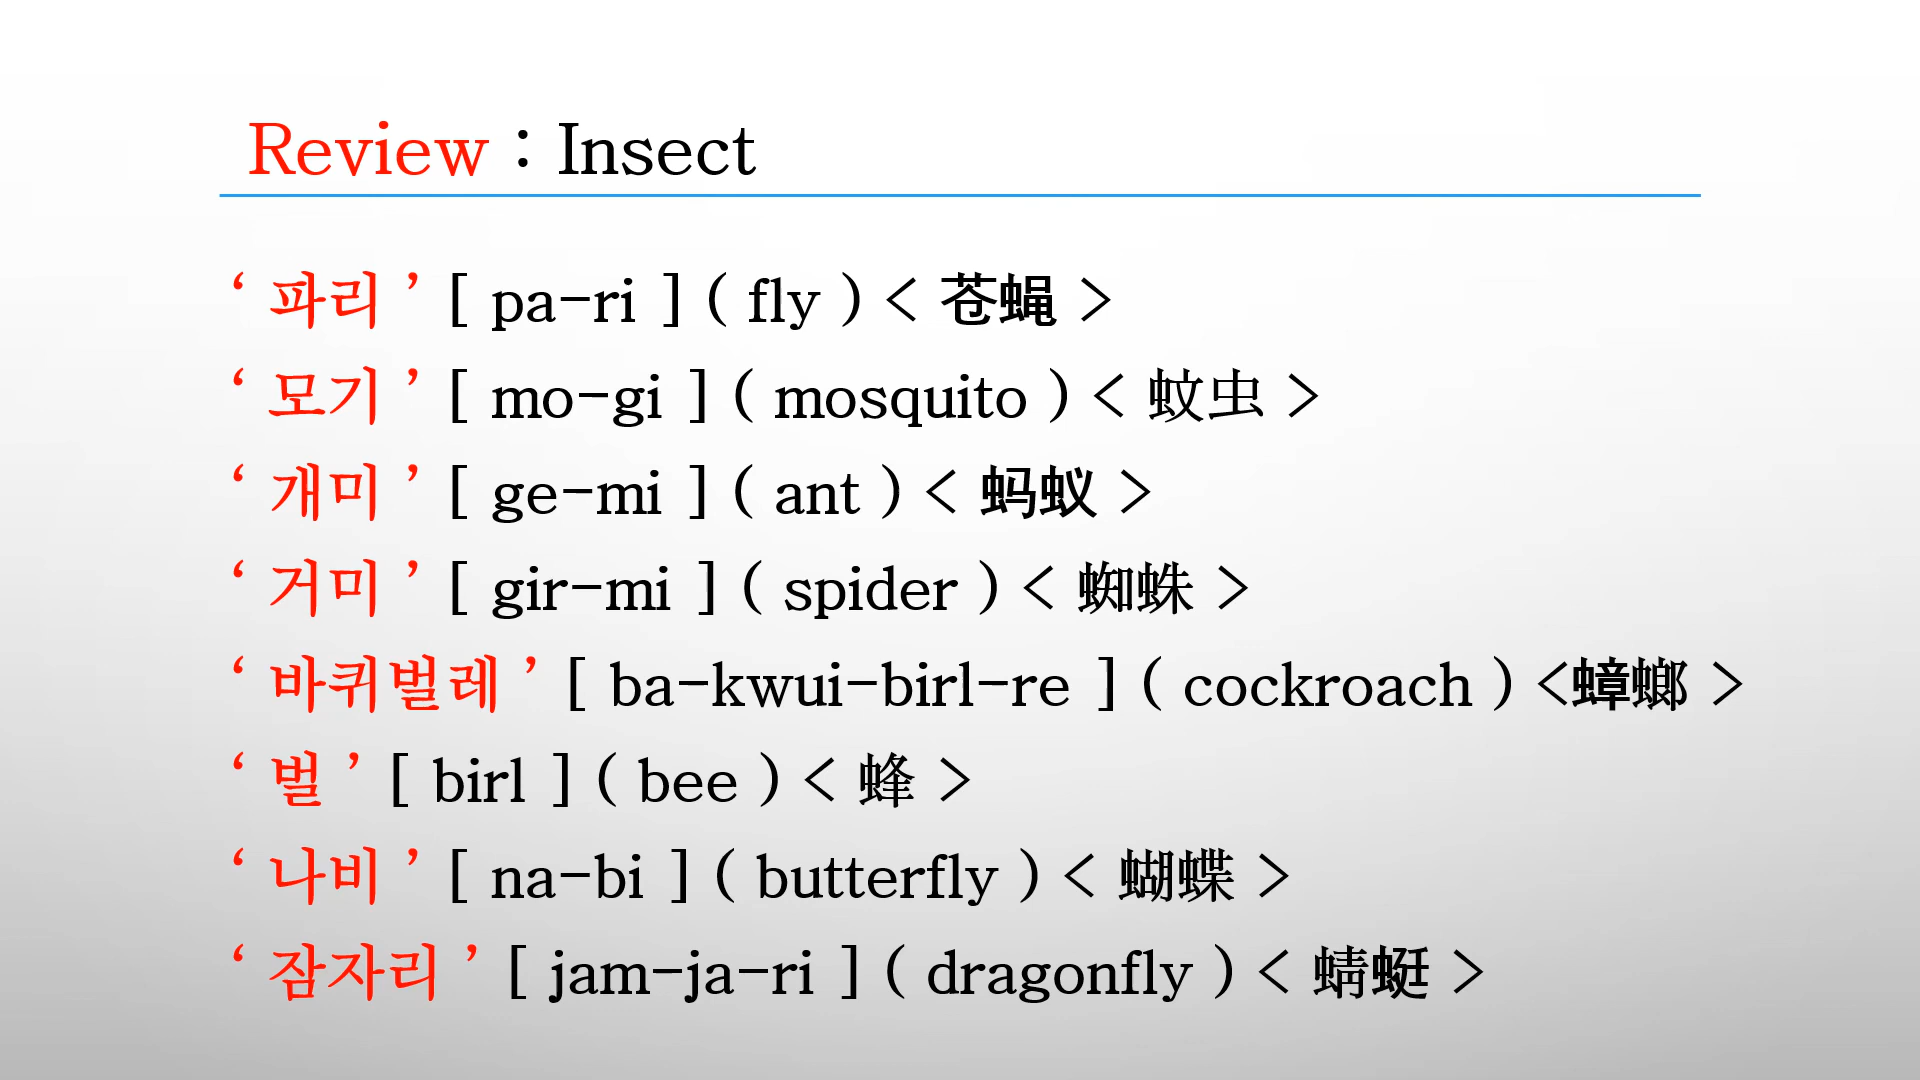 Review : Insect
‘ 파리 ’ [ pa-ri ] ( fly ) < 苍蝇 >
‘ 모기 ’ [ mo-gi ] ( mosquito ) < 蚊虫 >
‘ 개미 ’ [ ge-mi ] ( ant ) < 蚂蚁 >
‘ 거미 ’ [ gir-mi ] ( spider ) < 蜘蛛 >
‘ 바퀴벌레 ’ [ ba-kwui-birl-re ] ( cockroach ) <蟑螂 >
‘ 벌 ’ [ birl ] ( bee ) < 蜂 >
‘ 나비 ’ [ na-bi ] ( butterfly ) < 蝴蝶 >
‘ 잠자리 ’ [ jam-ja-ri ] ( dragonfly ) < 蜻蜓 >